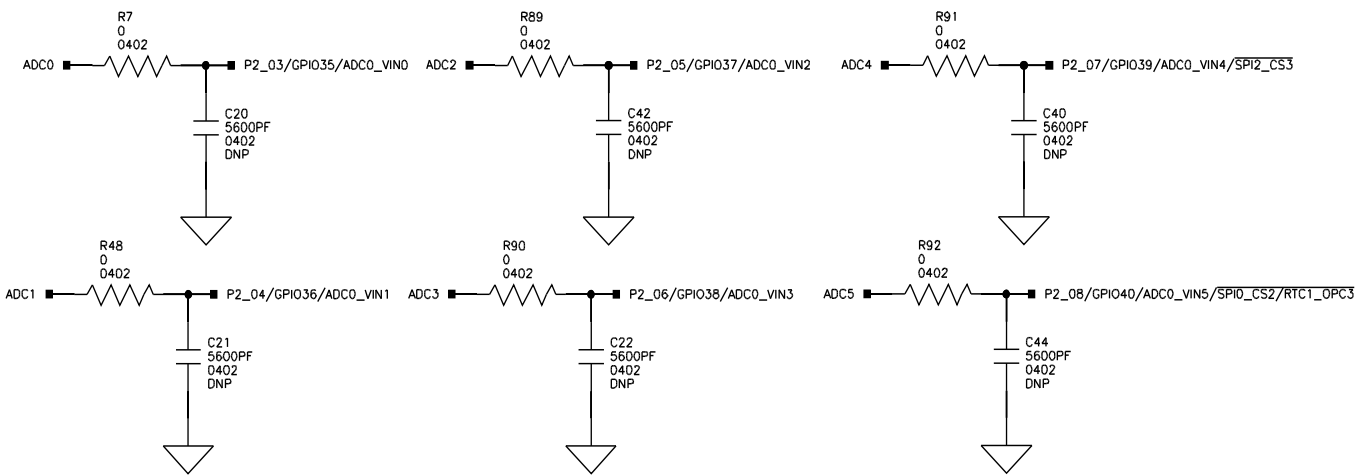 R7
0
0402
ADC0
P2_03/GPIO35/ADC0_VIN0
C20
5600PF
0402
DNP
R89
0
0402
ADC2
P2_05/GPIO37/ADC0_VIN2
C42
5600PF
0402
DNP
R91
0
0402
ADC4
P2_07/GPIO39/ADC0_VIN4/SPI2_CS3
C40
5600PF
0402
DNP
R48
0
0402
ADC1
P2_04/GPIO36/ADC0_VIN1
C21
5600PF
0402
DNP
R90
0
0402
ADC3
P2_06/GPIO38/ADC0_VIN3
C22
5600PF
0402
DNP
R92
0
0402
ADC5
P2_08/GPIO40/ADC0_VIN5/SPI0_CS2/RTC1_OPC3
C44
5600PF
0402
DNP